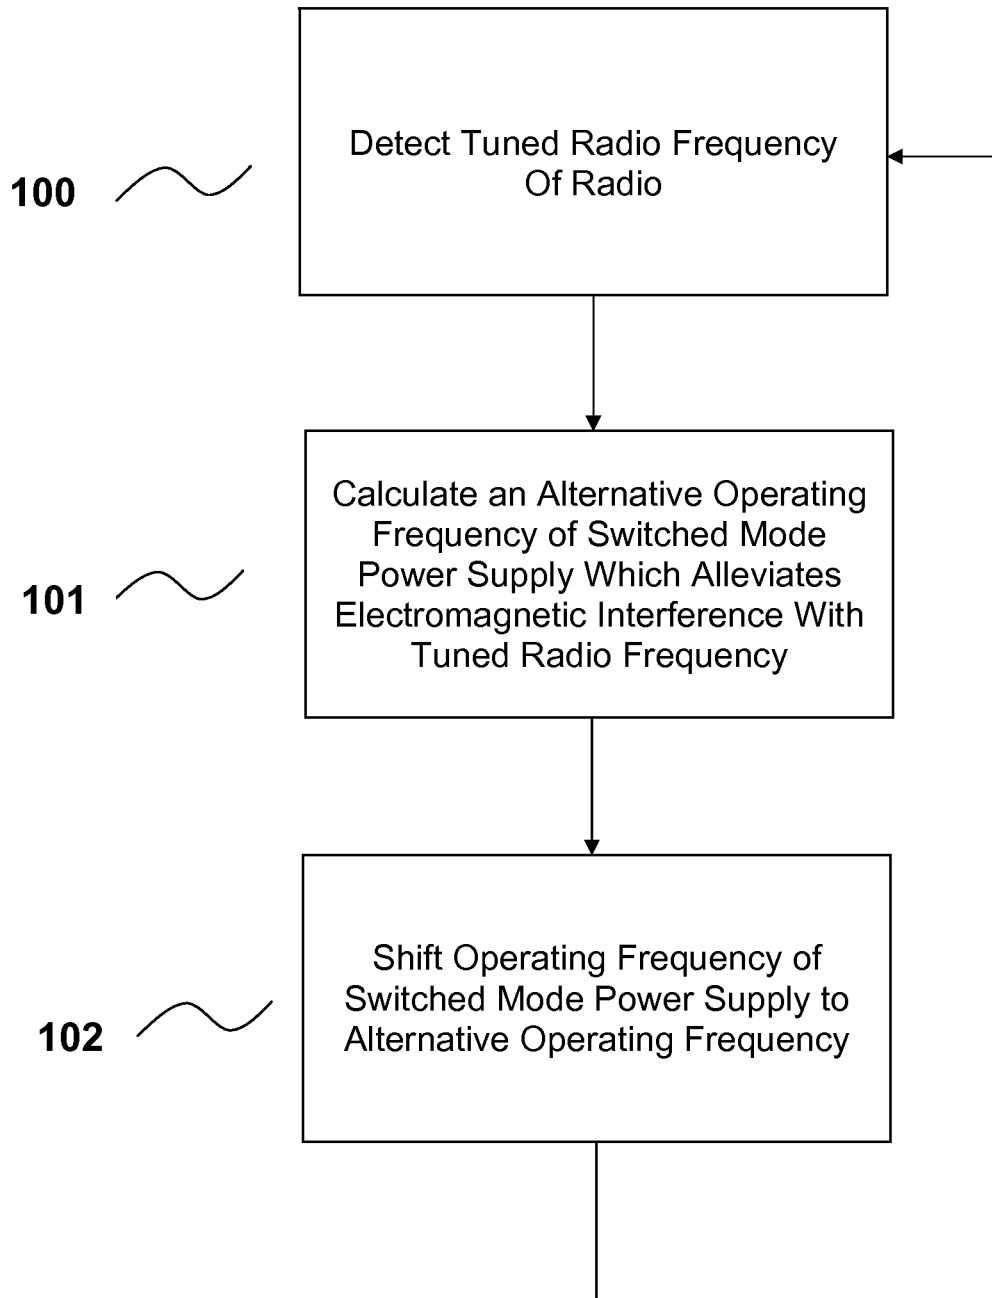 Detect Tuned Radio Frequency
Of Radio
100
Calculate an Alternative Operating
Frequency of Switched Mode
Power Supply Which Alleviates
Electromagnetic Interference With
Tuned Radio Frequency
101
Shift Operating Frequency of
Switched Mode Power Supply to
Alternative Operating Frequency
102